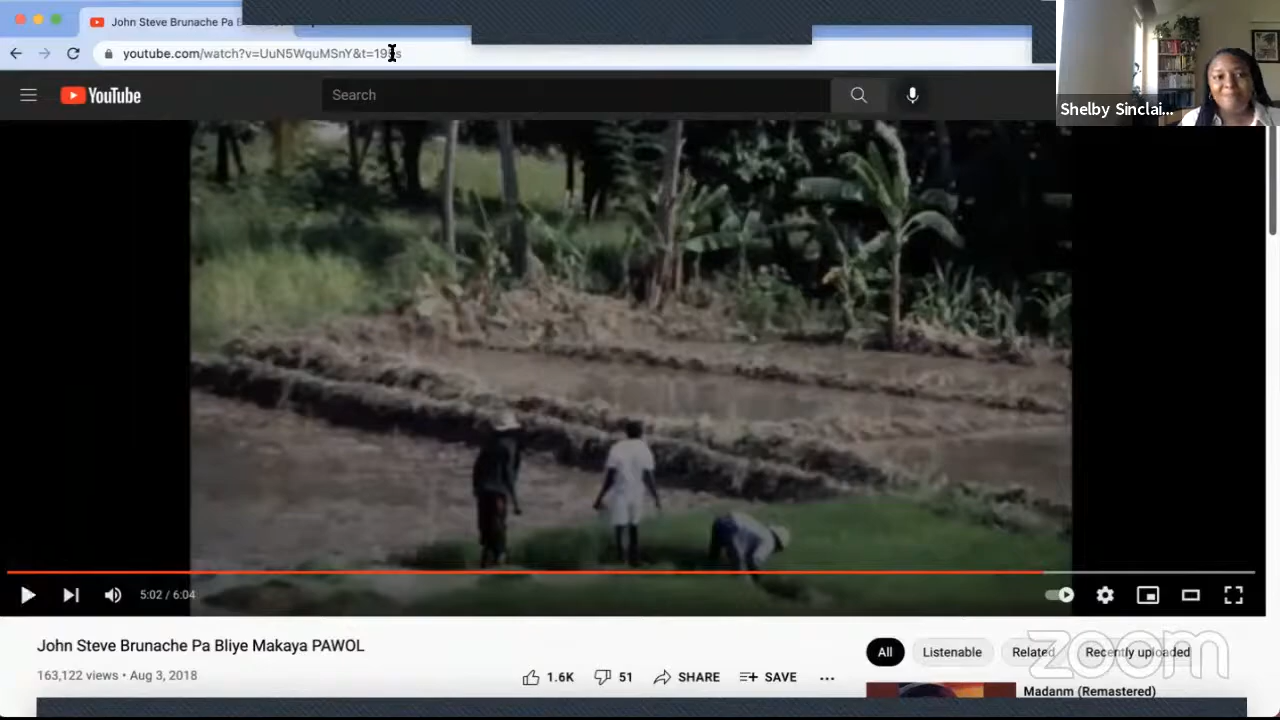 John Steve Brunache Pa B
youtube.com/watch?v=UuN5WquMSnY&t=19
Shelby Sinclai...
YouTube
Search
5:02 / 6:04
John Steve Brunache Pa Bliye Makaya PAWOL
163,122 views • Aug 3, 2018
1.6K
51
SHARE
SAVE
All
Listenable
Related
Recently uploaded
zoom
Madanm (Remastered)